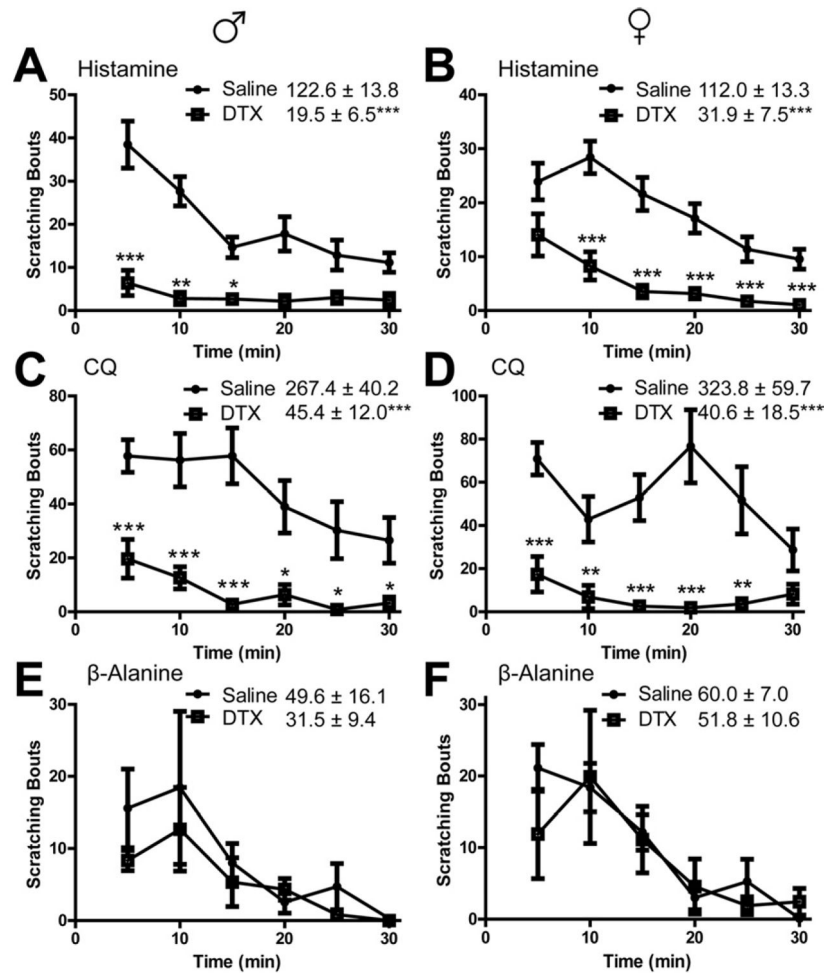 ♂ ♀
A Histamine
Saline 122.6 ± 13.8
DTX 19.5 ± 6.5***
Scratching Bouts
50
40
30
20
10
0
*** ** *
0 10 20 30
Time (min)
B Histamine
Saline 112.0 ± 13.3
DTX 31.9 ± 7.5***
Scratching Bouts
40
30
20
10
0
*** *** *** *** ***
0 10 20 30
Time (min)
C CQ
Saline 267.4 ± 40.2
DTX 45.4 ± 12.0***
Scratching Bouts
80
60
40
20
0
*** *** *** * * *
0 10 20 30
Time (min)
D CQ
Saline 323.8 ± 59.7
DTX 40.6 ± 18.5***
Scratching Bouts
100
80
60
40
20
0
*** ** *** *** **
0 10 20 30
Time (min)
E β-Alanine
Saline 49.6 ± 16.1
DTX 31.5 ± 9.4
Scratching Bouts
30
20
10
0
0 10 20 30
Time (min)
F β-Alanine
Saline 60.0 ± 7.0
DTX 51.8 ± 10.6
Scratching Bouts
30
20
10
0
0 10 20 30
Time (min)